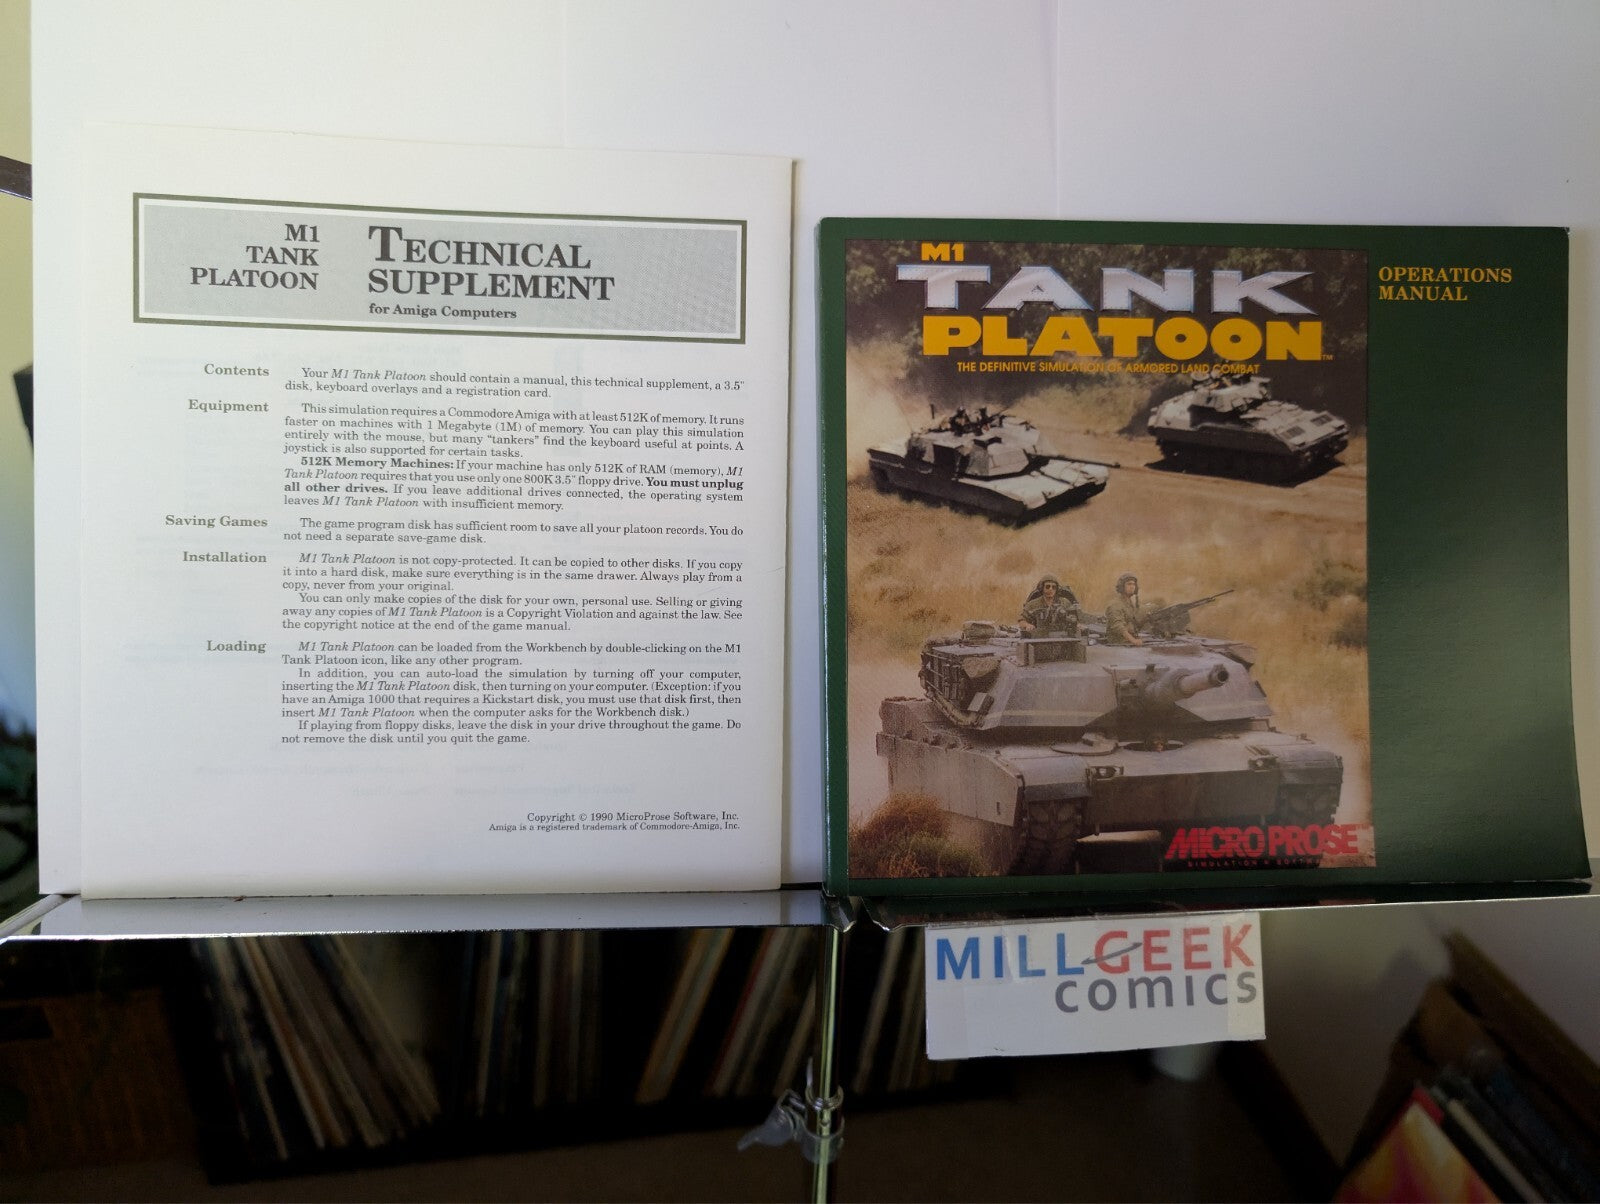 M1
TANK
PLATOON
TECHNICAL
SUPPLEMENT
for Amiga Computers
Contents
Your M1 Tank Platoon should contain a manual, this technical supplement, a 3.5"
disk, keyboard overlays and a registration card.
Equipment
This simulation requires a Commodore Amiga with at least 512K of memory. It runs
faster on machines with 1 Megabyte (1M) of memory. You can play this simulation
entirely with the mouse, but many "tankers" find the keyboard useful at points. A
joystick is also supported for certain tasks.
512K Memory Machines: If your machine has only 512K of RAM (memory), M1
Tank Platoon requires that you use only one 800K 3.5" floppy drive. You must unplug
all other drives. If you leave additional drives connected, the operating system
leaves M1 Tank Platoon with insufficient memory.
Saving Games
The game program disk has sufficient room to save all your platoon records. You do
not need a separate save-game disk.
Installation
M1 Tank Platoon is not copy-protected. It can be copied to other disks. If you copy
it into a hard disk, make sure everything is in the same drawer. Always play from a
copy, never from your original.
You can only make copies of the disk for your own, personal use. Selling or giving
away any copies of M1 Tank Platoon is a Copyright Violation and against the law. See
the copyright notice at the end of the game manual.
Loading
M1 Tank Platoon can be loaded from the Workbench by double-clicking on the M1
Tank Platoon icon, like any other program.
In addition, you can auto-load the simulation by turning off your computer,
inserting the M1 Tank Platoon disk, then turning on your computer. (Exception: if you
have an Amiga 1000 that requires a Kickstart disk, you must use that disk first, then
insert M1 Tank Platoon when the computer asks for the Workbench disk.)
If playing from floppy disks, leave the disk in your drive throughout the game. Do
not remove the disk until you quit the game.
Copyright © 1990 MicroProse Software, Inc.
Amiga is a registered trademark of Commodore-Amiga, Inc.
M1
TANK
PLATOON™
THE DEFINITIVE SIMULATION OF ARMORED LAND COMBAT
OPERATIONS
MANUAL
MICRO PROSE™
SIMULATION • SOFTWARE
MILLGEEK
comics